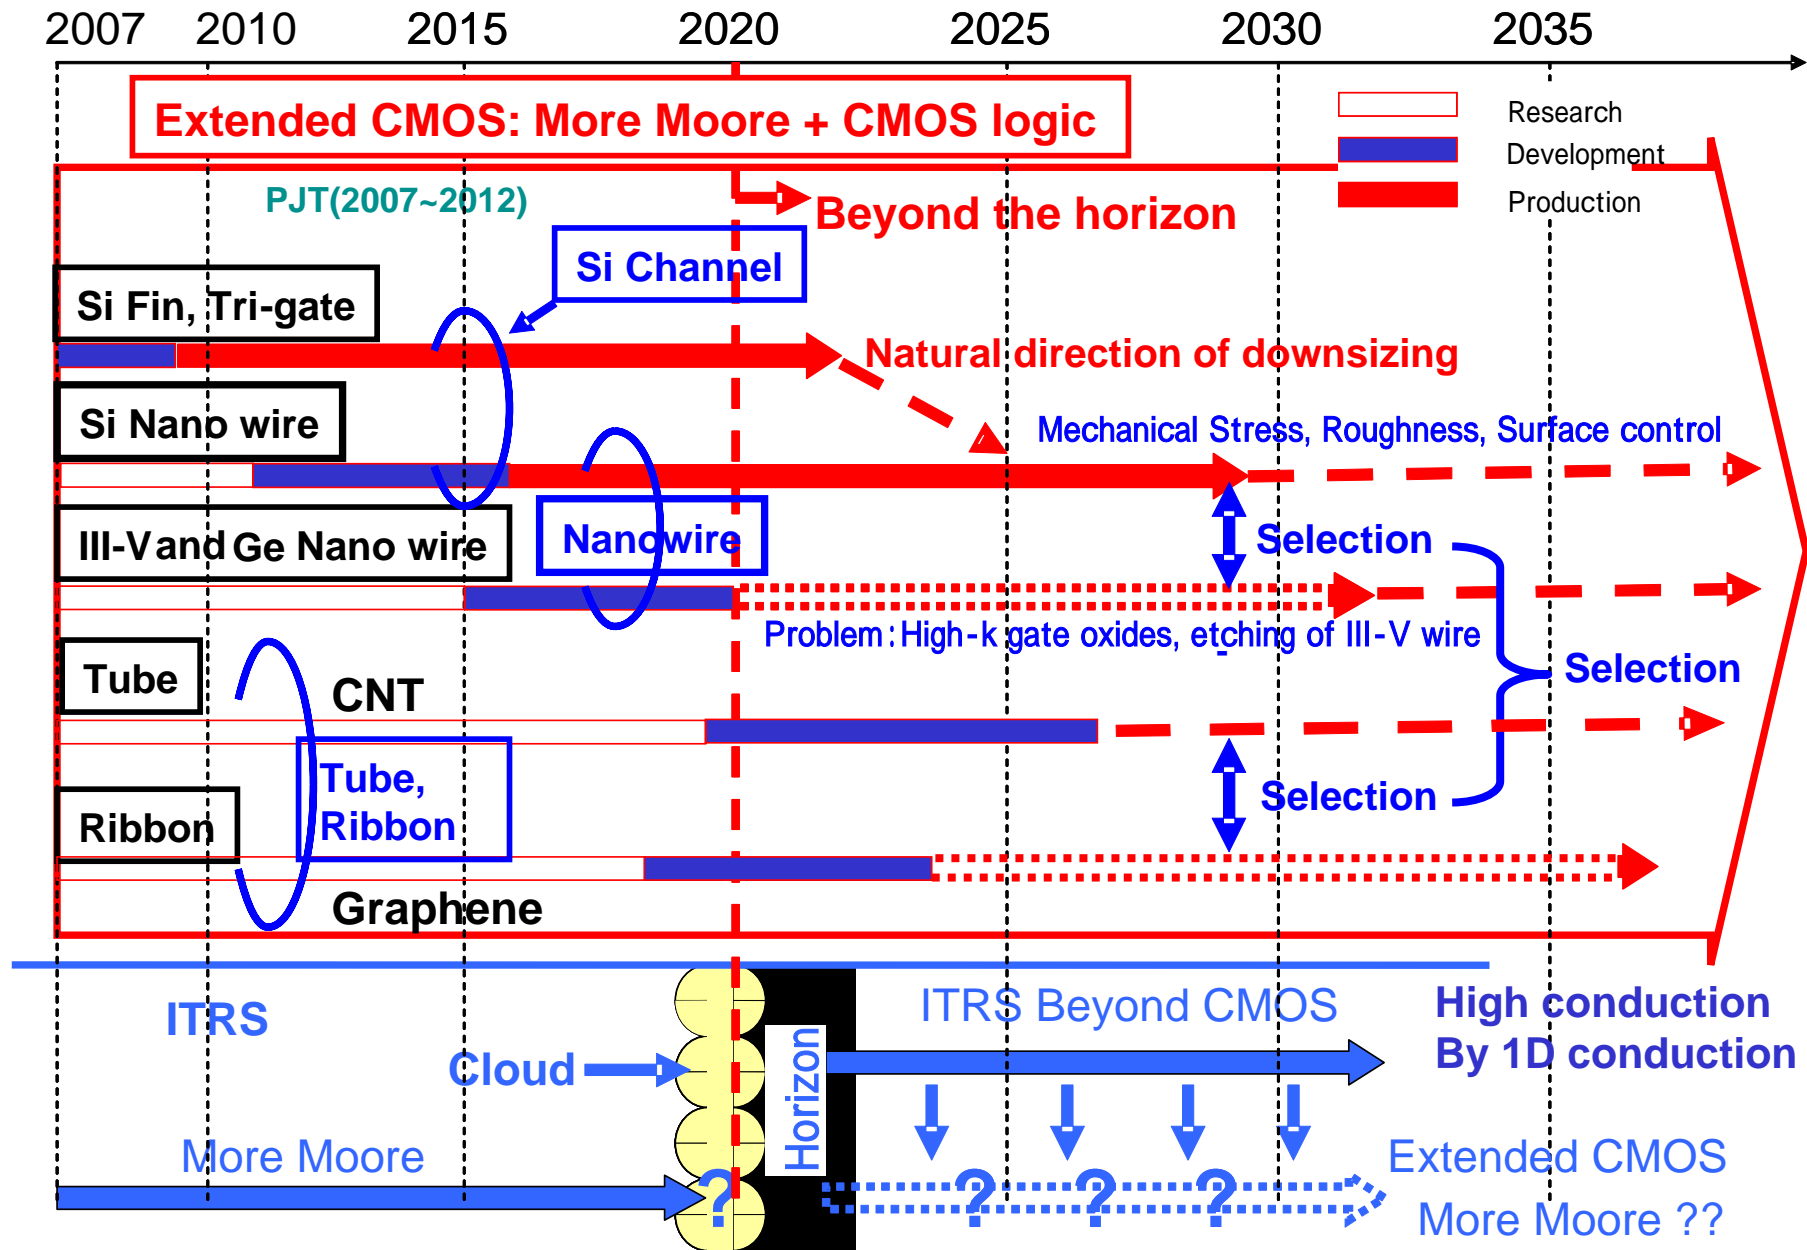 2007 2010 2015 2020 2025 2030 2035
Extended CMOS: More Moore + CMOS logic
Research
Development
Production
PJT(2007~2012)
Beyond the horizon
Si Channel
Si Fin, Tri-gate
Natural direction of downsizing
Si Nano wire
Mechanical Stress, Roughness, Surface control
III-Vand Ge Nano wire
Nanowire
Selection
Problem : High-k gate oxides, etching of III-V wire
Tube
CNT
Selection
Tube,
Ribbon
Selection
Ribbon
Graphene
ITRS
ITRS Beyond CMOS
High conduction
By 1D conduction
Cloud
Horizon
More Moore
? ? ? ?
Extended CMOS
More Moore ??